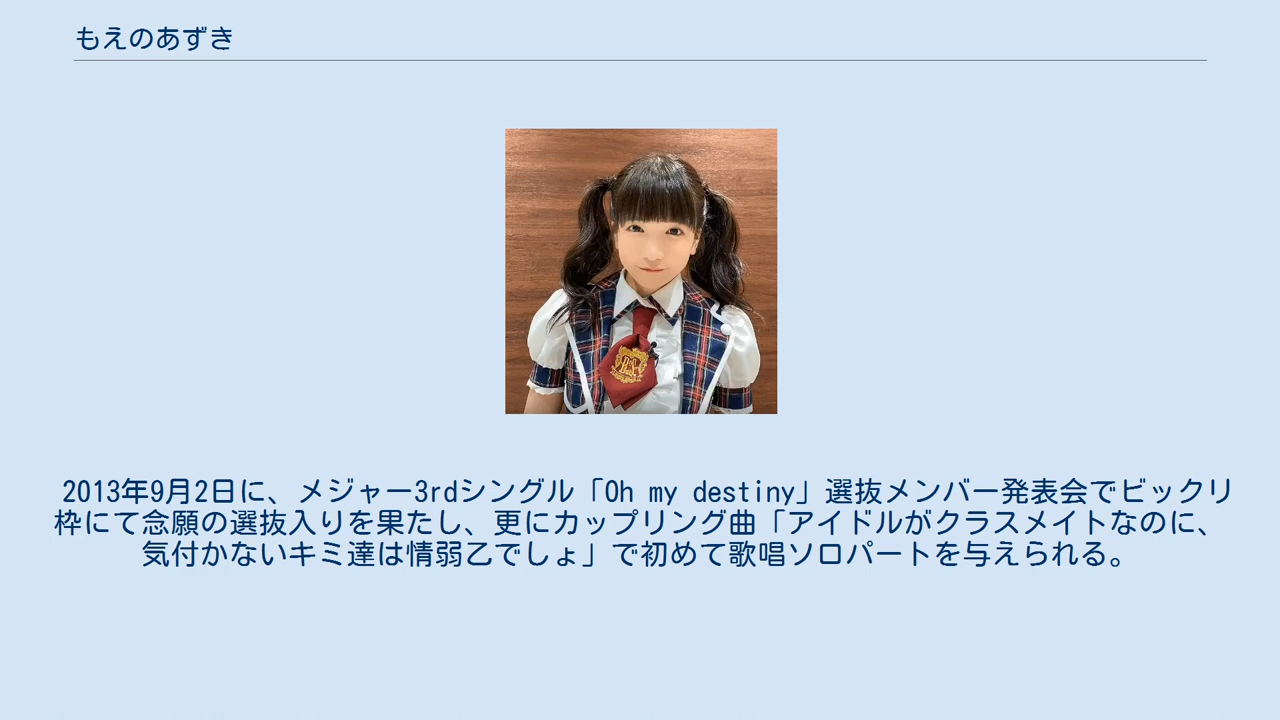 もえのあずき
2013年9月2日に、メジャー3rdシングル「Oh my destiny」選抜メンバー発表会でビックリ
枠にて念願の選抜入りを果たし、更にカップリング曲「アイドルがクラスメイトなのに、
気付かないキミ達は情弱乙でしょ」で初めて歌唱ソロパートを与えられる。